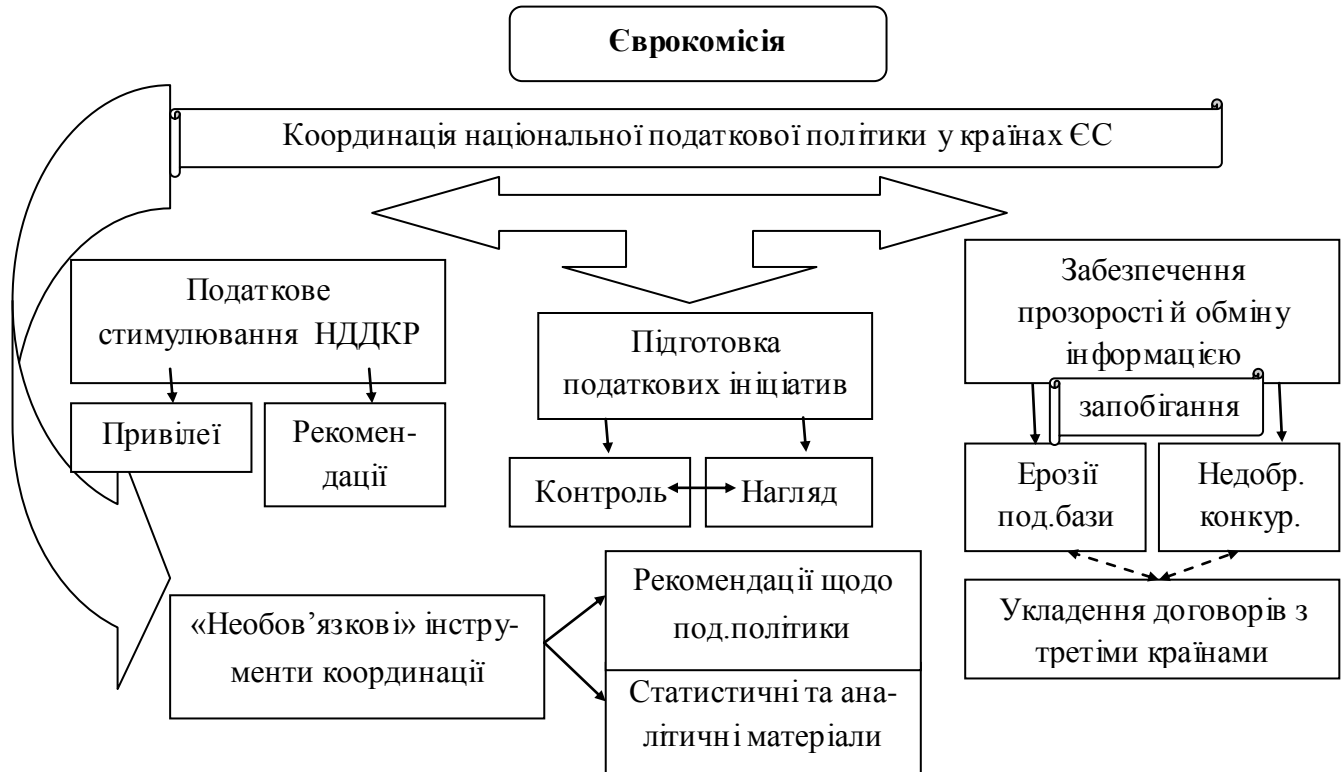 Єврокомісія
Координація національної податкової політики у країнах ЄС
Податкове
стимулювання НДДКР
Привілеї
Рекомен-
дації
Підготовка
податкових ініціатив
Контроль
Нагляд
Забезпечення
прозорості й обміну
інформацією
запобігання
Ерозії
под.бази
Недобр.
конкур.
Укладення договорів з
третіми країнами
«Необов’язкові» інстру-
менти координації
Рекомендації щодо
под.політики
Статистичні та ана-
літичні матеріали